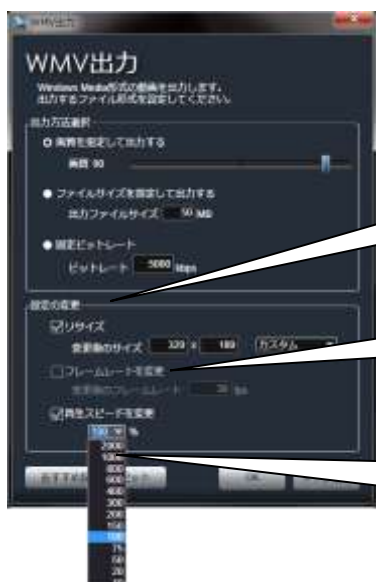 WMV出力
WMV出力
Windows Media形式の動画を出力します。
出力するファイル形式を設定してください。
出力方法選択
画質を指定して出力する
画質 90
ファイルサイズを指定して出力する
出力ファイルサイズ 50 MB
固定ビットレート
ビットレート 5000 kbps
設定の変更
リサイズ
変更後のサイズ 320 x 180 カスタム
フレームレートを変更
変更後のフレームレート 30 fps
再生スピードを変更
100 %
2000
1000
800
600
400
300
200
150
100
75
50
20
OK